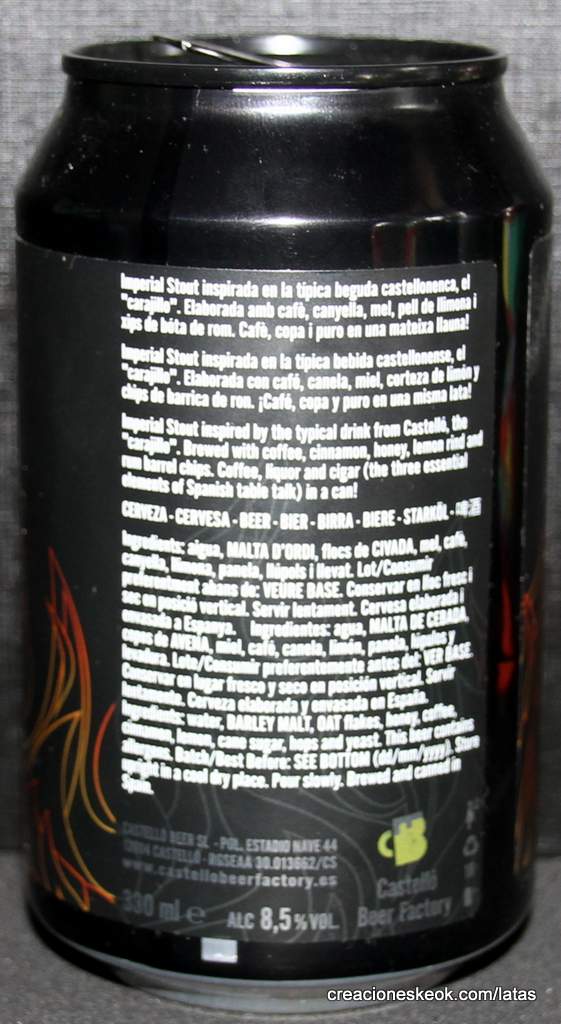 Imperial Stout inspirada en la típica beguda castellonenca, el
"carajillo". Elaborada amb cafè, canyella, mel, pell de llimona i
xips de bóta de rom. Cafè, copa i puro en una mateixa llauna!
Imperial Stout inspirada en la típica bebida castellonense, el
"carajillo". Elaborada con café, canela, miel, corteza de limón y
chips de barrica de ron. ¡Café, copa y puro en una misma lata!
Imperial Stout inspired by the typical drink from Castelló, the
"carajillo". Brewed with coffee, cinnamon, honey, lemon rind and
rum barrel chips. Coffee, liquor and cigar (the three essential
elements of Spanish table talk) in a can!
CERVEZA - CERVESA - BEER - BIER - BIRRA - BIERE - STARKÖL -
Ingredients: aigua, MALTA D'ORDI, flocs de CIVADA, mel, cafè,
canyella, llimona, panela, llúpols i llevat. Lot/Consumir
preferentment abans de: VEURE BASE. Conservar en lloc fresc i
sec en posició vertical. Servir lentament. Cervesa elaborada i
envasada a Espanya. Ingredientes: agua, MALTA DE CEBADA,
copos de AVENA, miel, café, canela, limón, panela, lúpulos y
levadura. Lote/Consumir preferentemente antes del: VER BASE.
Conservar en lugar fresco y seco en posición vertical. Servir
lentamente. Cerveza elaborada y envasada en España.
Ingredients: water, BARLEY MALT, OAT flakes, honey, coffee,
cinnamon, cane sugar, hops and yeast. This beer contains
allergens. Batch/Best Before: SEE BOTTOM (dd/mm/yyyy). Store
upright in a cool dry place. Pour slowly. Brewed and canned in
Spain.
CASTELLO BEER SL - POL. ESTADIO NAVE 44
12004 CASTELLÓ - RGSEAA 30.013662/CS
www.castellobeerfactory.es
330 ml e ALC 8,5% VOL.
CB
Castelló
Beer Factory
creacioneskeok.com/latas